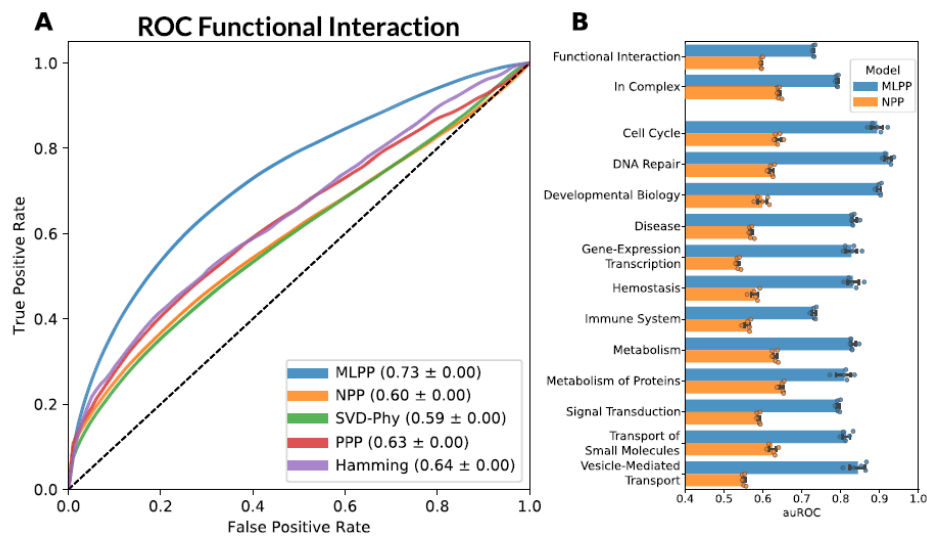 A
ROC Functional Interaction
True Positive Rate
1.0
0.8
0.6
0.4
0.2
0.0
0.0
0.2
0.4
0.6
0.8
1.0
False Positive Rate
MLPP (0.73 ± 0.00)
NPP (0.60 ± 0.00)
SVD-Phy (0.59 ± 0.00)
PPP (0.63 ± 0.00)
Hamming (0.64 ± 0.00)
B
Functional Interaction
In Complex
Cell Cycle
DNA Repair
Developmental Biology
Disease
Gene-Expression
Transcription
Hemostasis
Immune System
Metabolism
Metabolism of Proteins
Signal Transduction
Transport of
Small Molecules
Vesicle-Mediated
Transport
Model
MLPP
NPP
0.4
0.5
0.6
0.7
0.8
0.9
1.0
auROC